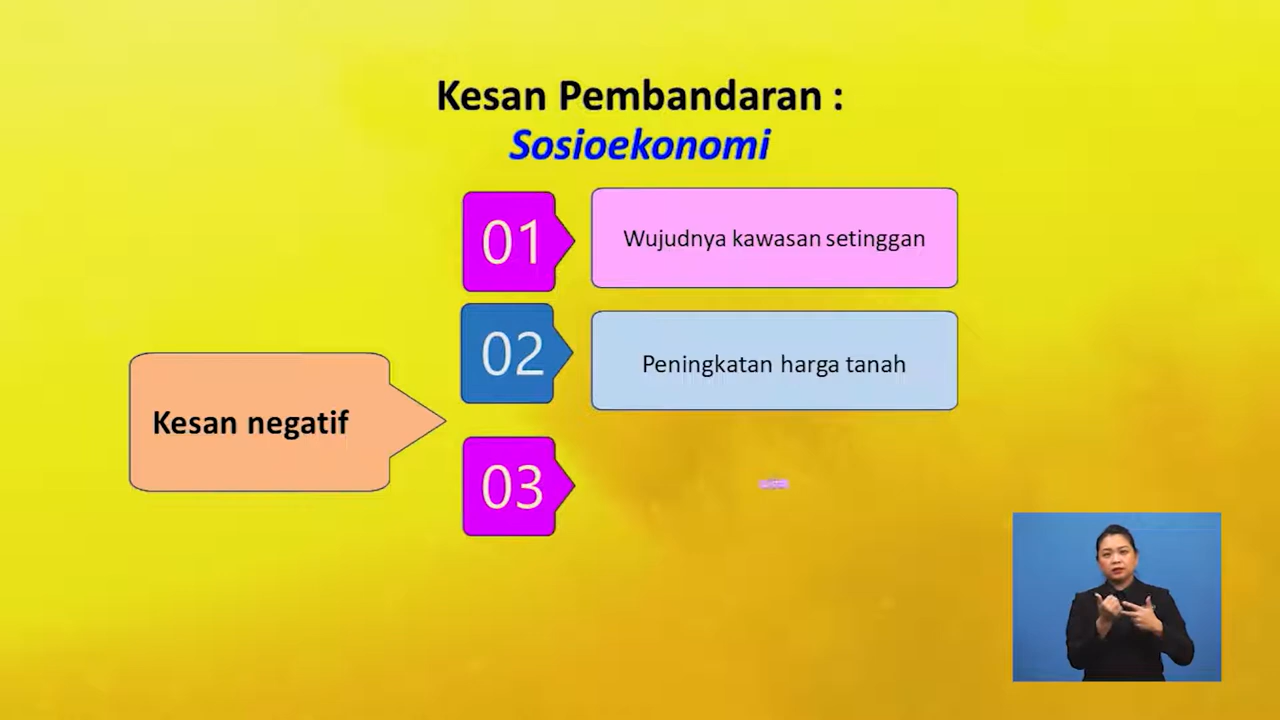 Kesan Pembandaran :
Sosioekonomi
01
Wujudnya kawasan setinggan
02
Peningkatan harga tanah
Kesan negatif
03